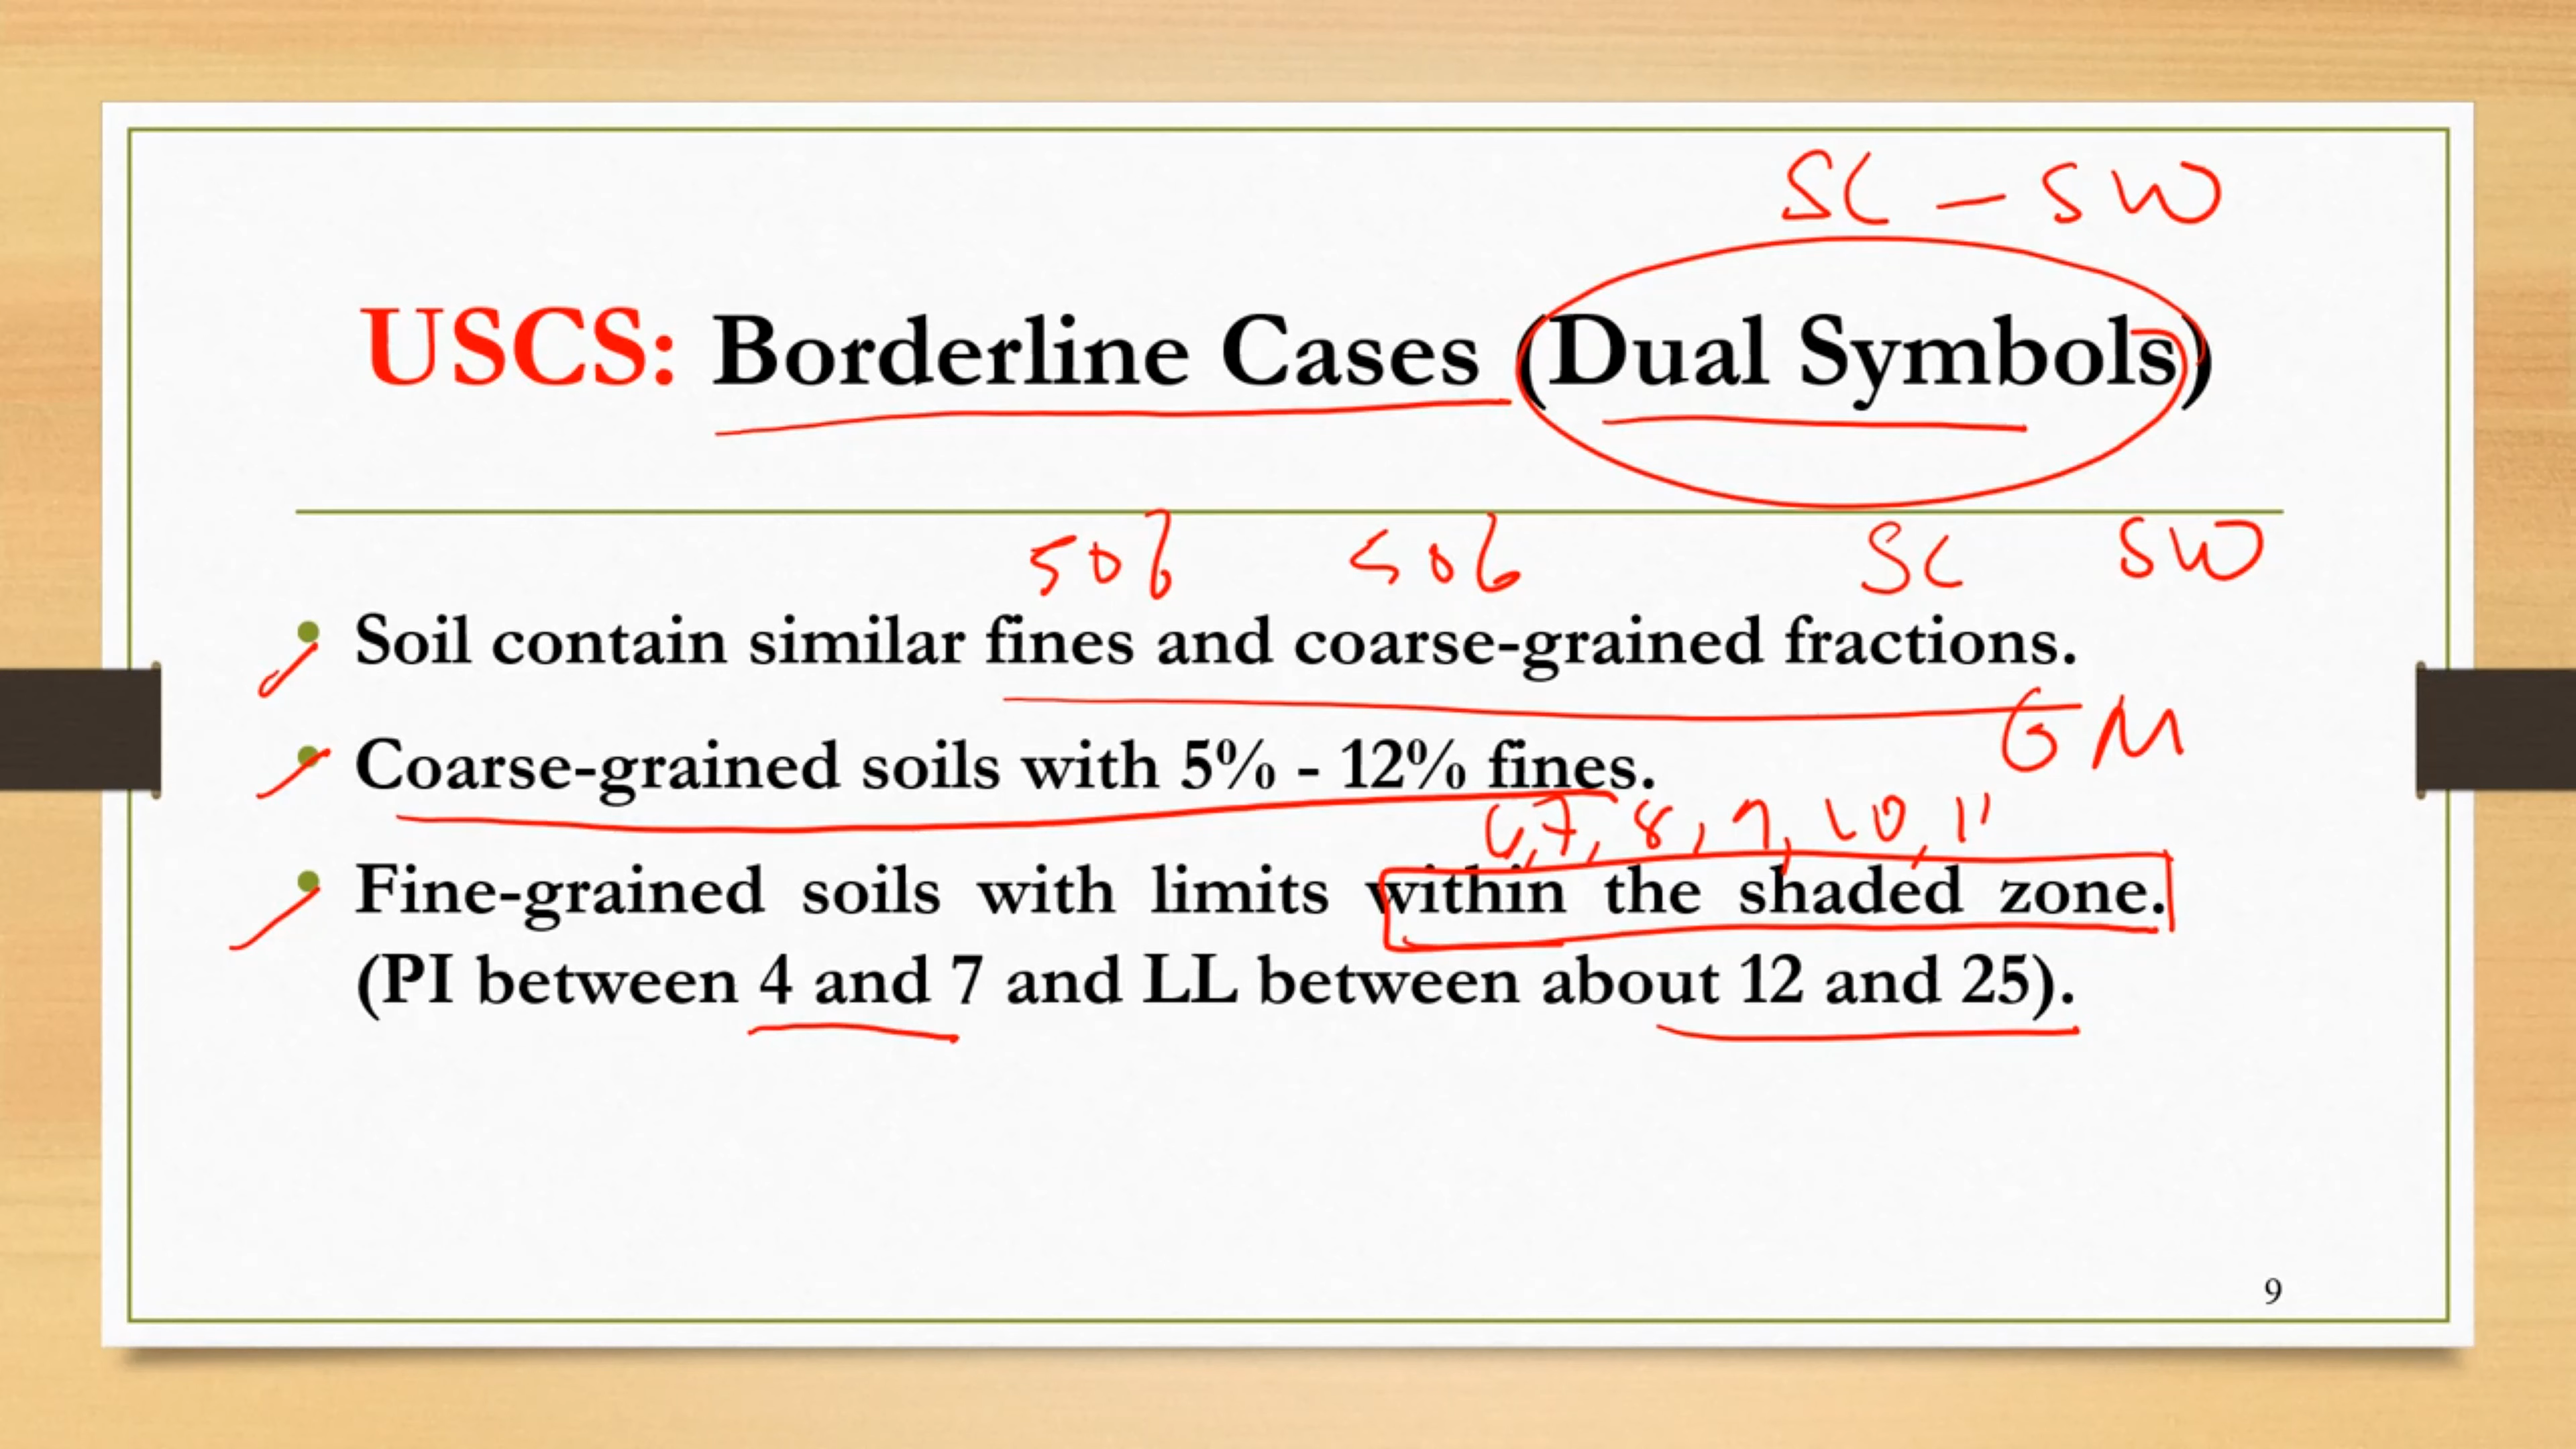 SC - SW
USCS: Borderline Cases (Dual Symbols)
50% 50% SC SW
• Soil contain similar fines and coarse-grained fractions.
GM
• Coarse-grained soils with 5% - 12% fines.
6, 7, 8, 9, 10, 11
• Fine-grained soils with limits within the shaded zone.
(PI between 4 and 7 and LL between about 12 and 25).
9